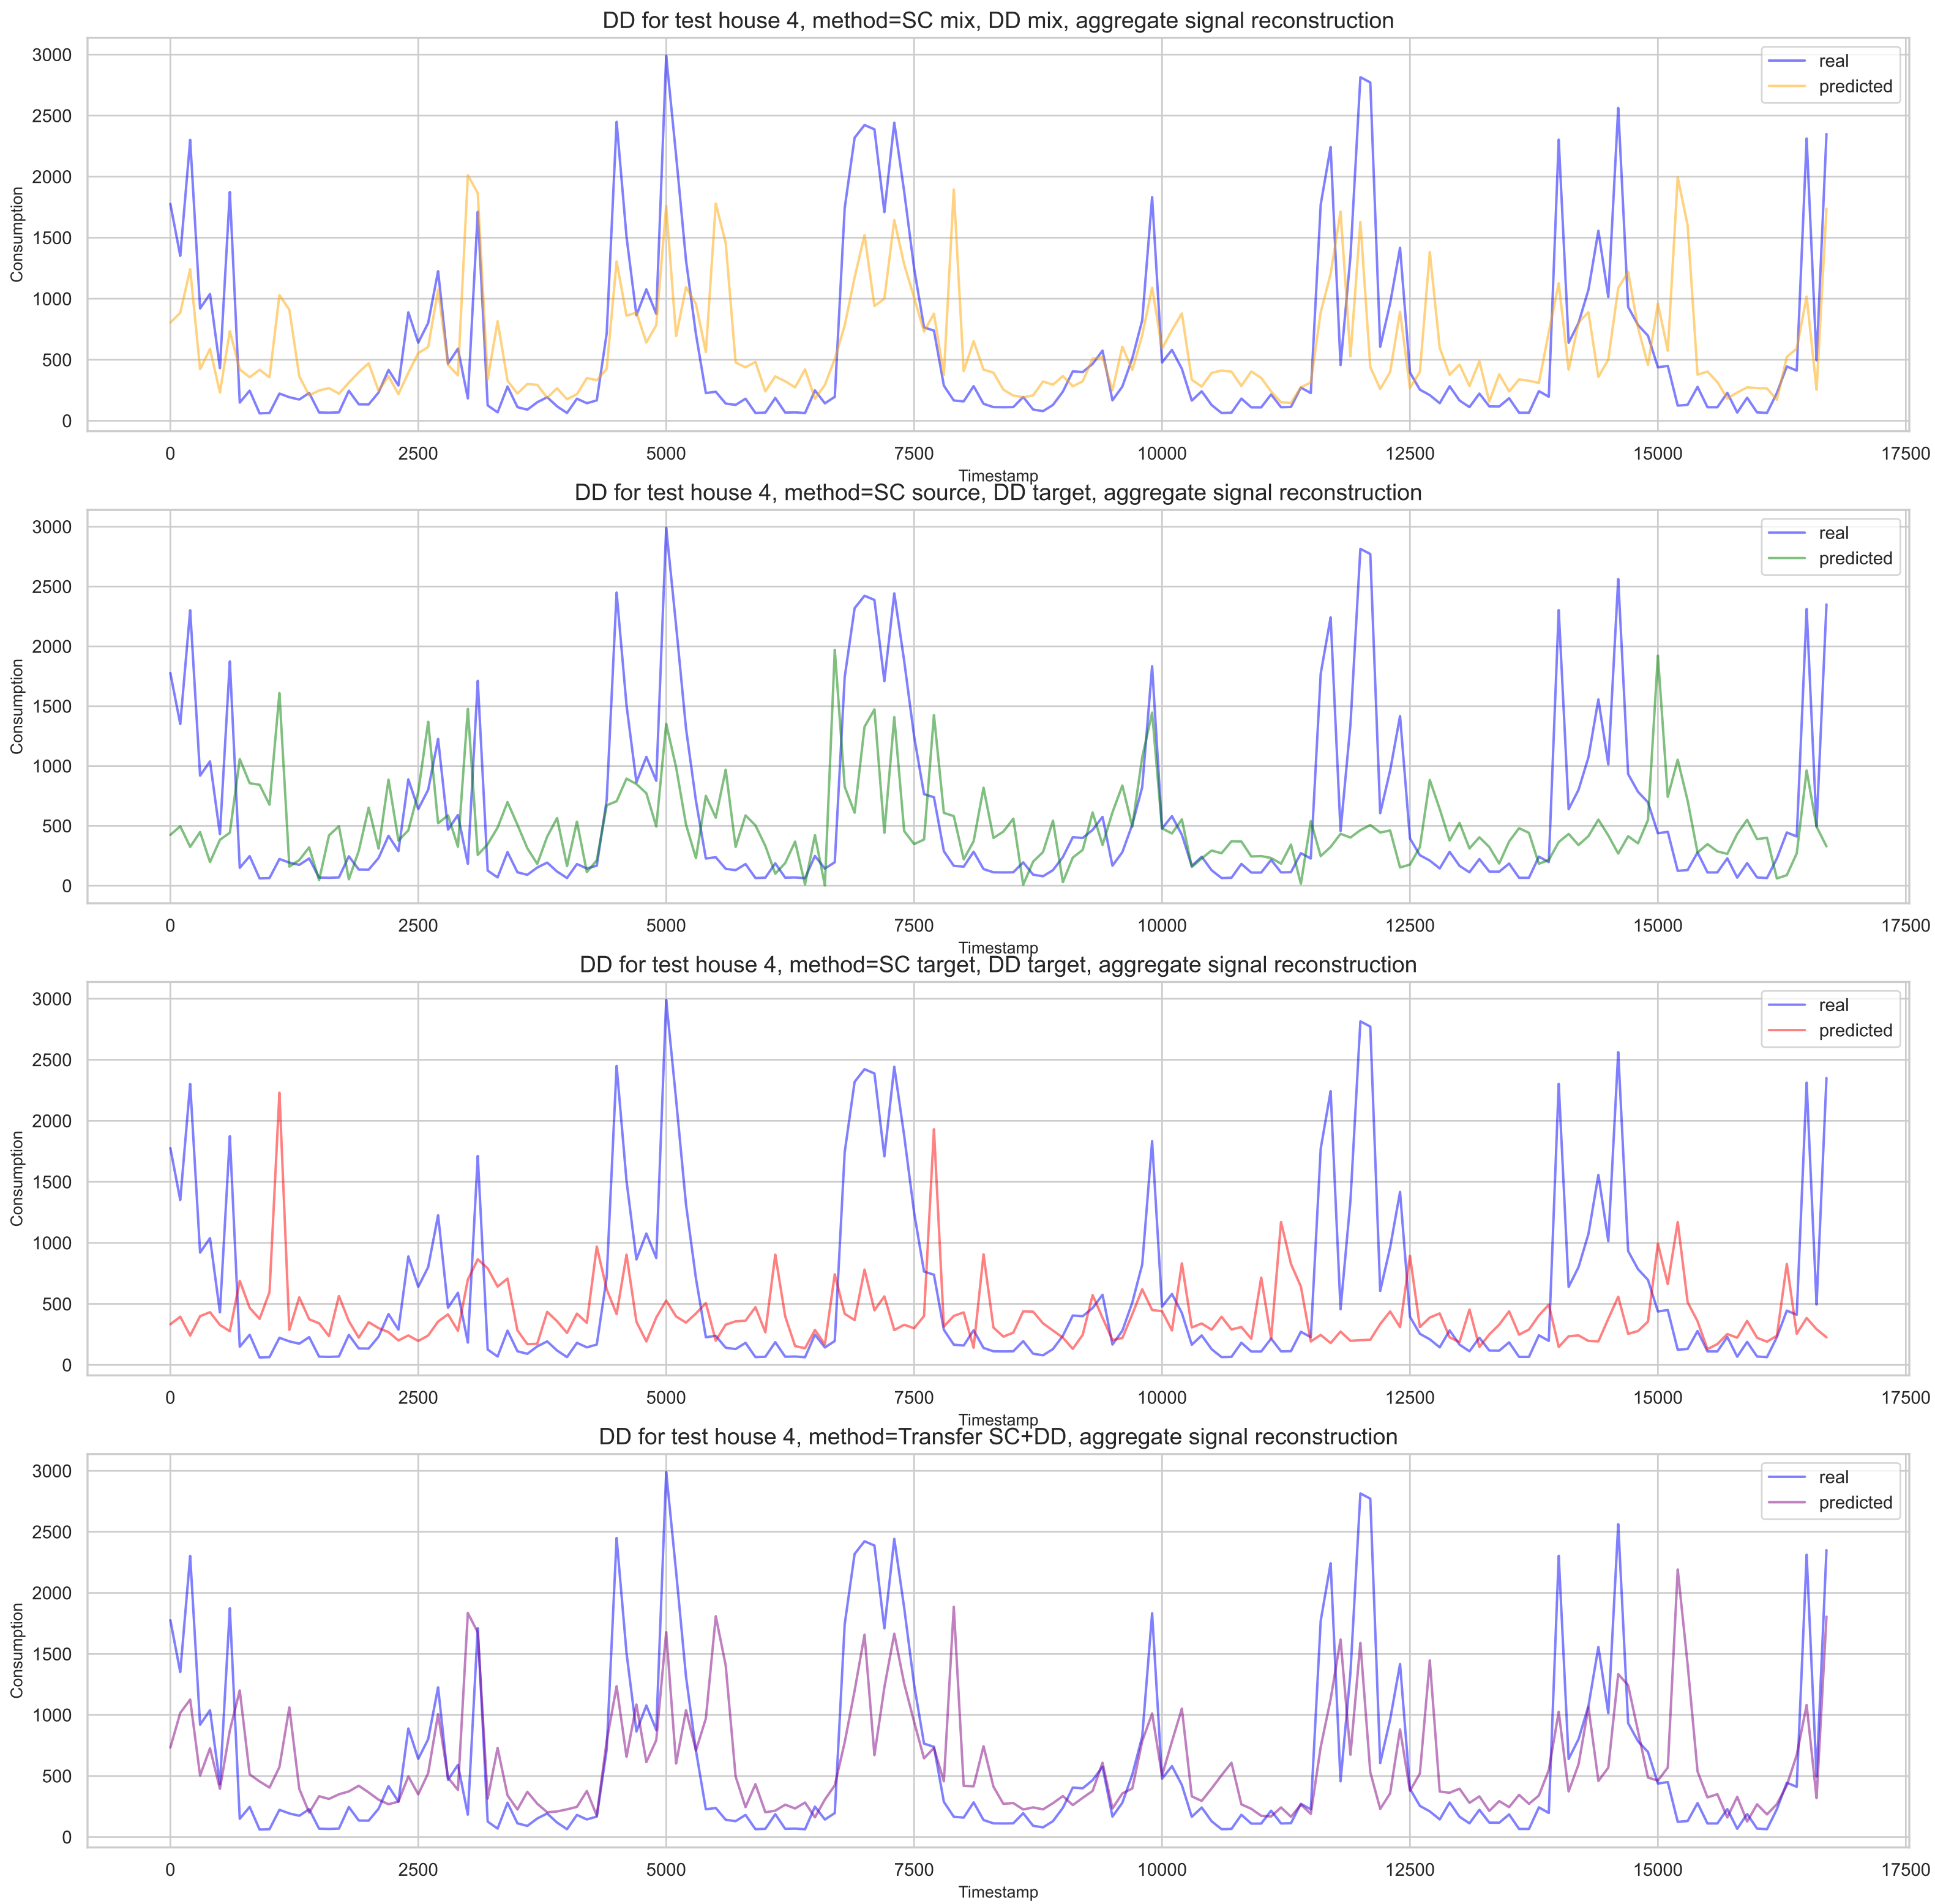 DD for test house 4, method=SC mix, DD mix, aggregate signal reconstruction
3000
2500
2000
1500
1000
500
0
Consumption
real
predicted
0 2500 5000 7500 10000 12500 15000 17500
Timestamp
DD for test house 4, method=SC source, DD target, aggregate signal reconstruction
3000
2500
2000
1500
1000
500
0
Consumption
real
predicted
0 2500 5000 7500 10000 12500 15000 17500
Timestamp
DD for test house 4, method=SC target, DD target, aggregate signal reconstruction
3000
2500
2000
1500
1000
500
0
Consumption
real
predicted
0 2500 5000 7500 10000 12500 15000 17500
Timestamp
DD for test house 4, method=Transfer SC+DD, aggregate signal reconstruction
3000
2500
2000
1500
1000
500
0
Consumption
real
predicted
0 2500 5000 7500 10000 12500 15000 17500
Timestamp